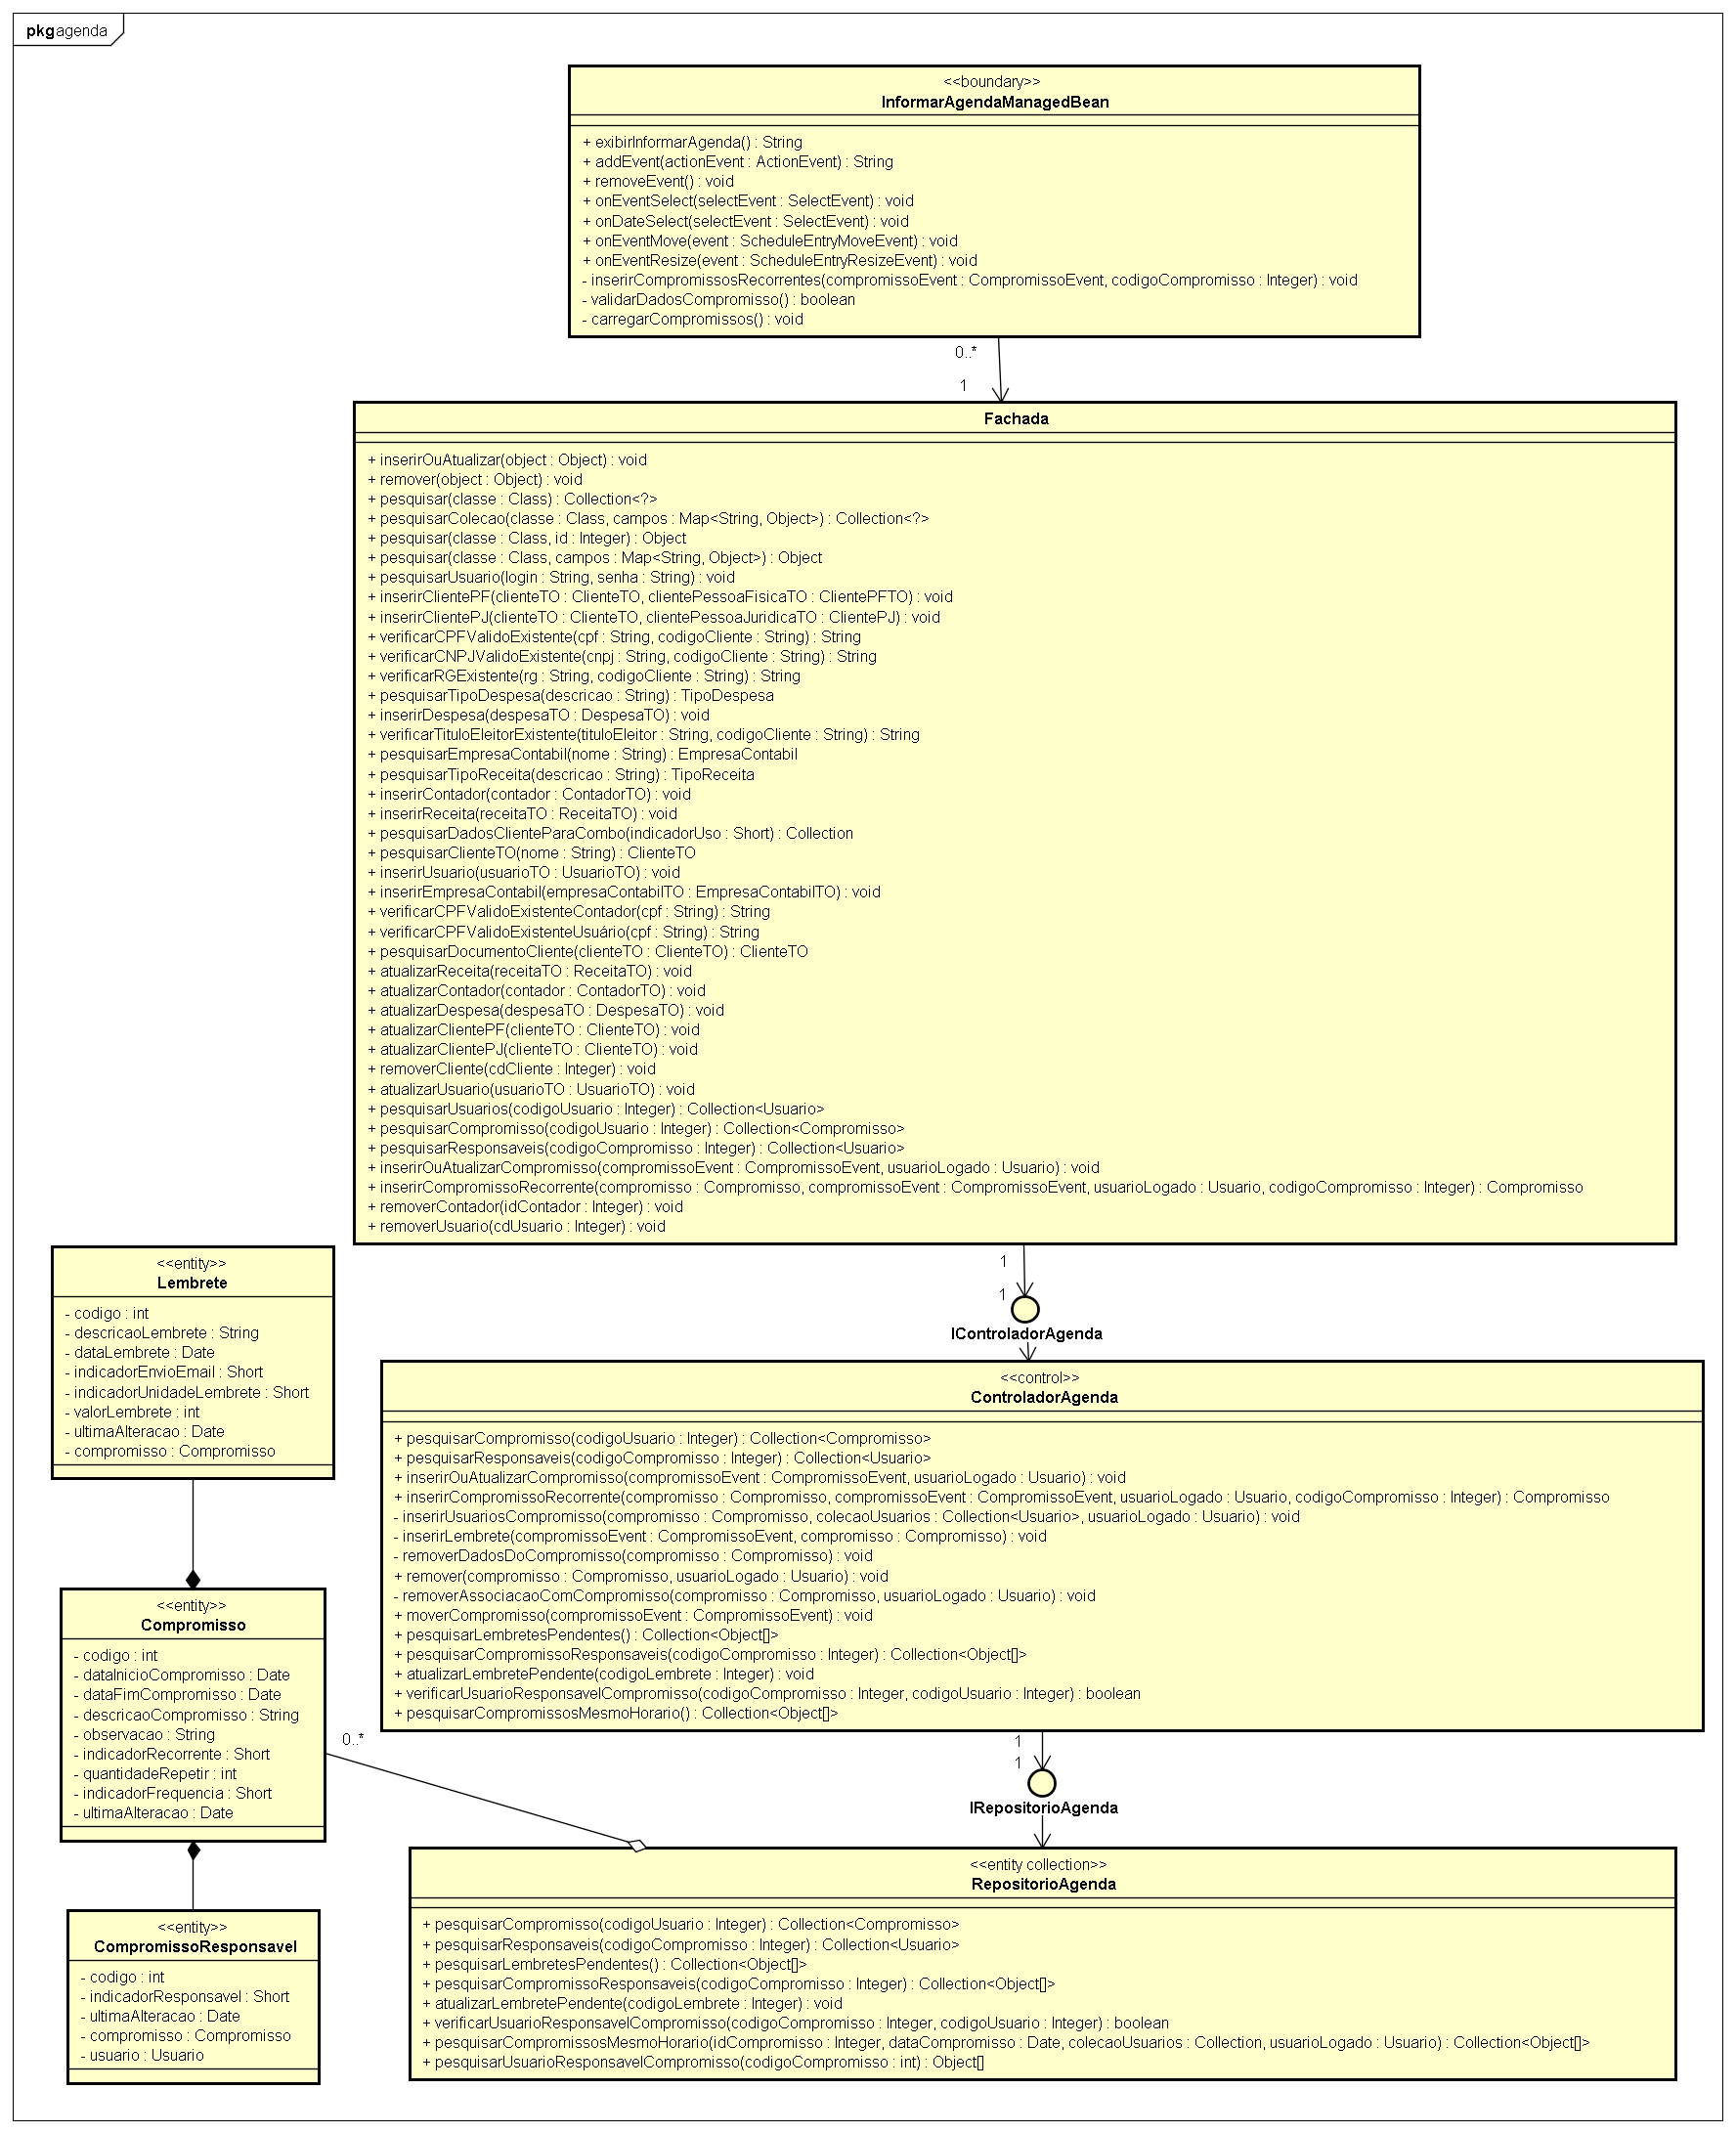 pkg agenda
<<boundary>>
InformarAgendaManagedBean
+ exibirInformarAgenda() : String
+ addEvent(actionEvent : ActionEvent) : String
+ removeEvent() : void
+ onEventSelect(selectEvent : SelectEvent) : void
+ onDateSelect(selectEvent : SelectEvent) : void
+ onEventMove(event : ScheduleEntryMoveEvent) : void
+ onEventResize(event : ScheduleEntryResizeEvent) : void
- inserirCompromissosRecorrentes(compromissoEvent : CompromissoEvent, codigoCompromisso : Integer) : void
- validarDadosCompromisso() : boolean
- carregarCompromissos() : void
0..*
1
Fachada
+ inserirOuAtualizar(object : Object) : void
+ remover(object : Object) : void
+ pesquisar(classe : Class) : Collection<?>
+ pesquisarColecao(classe : Class, campos : Map<String, Object>) : Collection<?>
+ pesquisar(classe : Class, id : Integer) : Object
+ pesquisar(classe : Class, campos : Map<String, Object>) : Object
+ pesquisarUsuario(login : String, senha : String) : void
+ inserirClientePF(clienteTO : ClienteTO, clientePessoaFisicaTO : ClientePFTO) : void
+ inserirClientePJ(clienteTO : ClienteTO, clientePessoaJuridicaTO : ClientePJ) : void
+ verificarCPFValidoExistente(cpf : String, codigoCliente : String) : String
+ verificarCNPJValidoExistente(cnpj : String, codigoCliente : String) : String
+ verificarRGExistente(rg : String, codigoCliente : String) : String
+ pesquisarTipoDespesa(descricao : String) : TipoDespesa
+ inserirDespesa(despesaTO : DespesaTO) : void
+ verificarTituloEleitorExistente(tituloEleitor : String, codigoCliente : String) : String
+ pesquisarEmpresaContabil(nome : String) : EmpresaContabil
+ pesquisarTipoReceita(descricao : String) : TipoReceita
+ inserirContador(contador : ContadorTO) : void
+ inserirReceita(receitaTO : ReceitaTO) : void
+ pesquisarDadosClienteParaCombo(indicadorUso : Short) : Collection
+ pesquisarClienteTO(nome : String) : ClienteTO
+ inserirUsuario(usuarioTO : UsuarioTO) : void
+ inserirEmpresaContabil(empresaContabilTO : EmpresaContabilTO) : void
+ verificarCPFValidoExistenteContador(cpf : String) : String
+ verificarCPFValidoExistenteUsuário(cpf : String) : String
+ pesquisarDocumentoCliente(clienteTO : ClienteTO) : ClienteTO
+ atualizarReceita(receitaTO : ReceitaTO) : void
+ atualizarContador(contador : ContadorTO) : void
+ atualizarDespesa(despesaTO : DespesaTO) : void
+ atualizarClientePF(clienteTO : ClienteTO) : void
+ atualizarClientePJ(clienteTO : ClienteTO) : void
+ removerCliente(cdCliente : Integer) : void
+ atualizarUsuario(usuarioTO : UsuarioTO) : void
+ pesquisarUsuarios(codigoUsuario : Integer) : Collection<Usuario>
+ pesquisarCompromisso(codigoUsuario : Integer) : Collection<Compromisso>
+ pesquisarResponsaveis(codigoCompromisso : Integer) : Collection<Usuario>
+ inserirOuAtualizarCompromisso(compromissoEvent : CompromissoEvent, usuarioLogado : Usuario) : void
+ inserirCompromissoRecorrente(compromisso : Compromisso, compromissoEvent : CompromissoEvent, usuarioLogado : Usuario, codigoCompromisso : Integer) : Compromisso
+ removerContador(idContador : Integer) : void
+ removerUsuario(cdUsuario : Integer) : void
1
1
IControladorAgenda
<<entity>>
Lembrete
- codigo : int
- descricaoLembrete : String
- dataLembrete : Date
- indicadorEnvioEmail : Short
- indicadorUnidadeLembrete : Short
- valorLembrete : int
- ultimaAlteracao : Date
- compromisso : Compromisso
<<control>>
ControladorAgenda
+ pesquisarCompromisso(codigoUsuario : Integer) : Collection<Compromisso>
+ pesquisarResponsaveis(codigoCompromisso : Integer) : Collection<Usuario>
+ inserirOuAtualizarCompromisso(compromissoEvent : CompromissoEvent, usuarioLogado : Usuario) : void
+ inserirCompromissoRecorrente(compromisso : Compromisso, compromissoEvent : CompromissoEvent, usuarioLogado : Usuario, codigoCompromisso : Integer) : Compromisso
- inserirUsuariosCompromisso(compromisso : Compromisso, colecaoUsuarios : Collection<Usuario>, usuarioLogado : Usuario) : void
- inserirLembrete(compromissoEvent : CompromissoEvent, compromisso : Compromisso) : void
- removerDadosDoCompromisso(compromisso : Compromisso) : void
+ remover(compromisso : Compromisso, usuarioLogado : Usuario) : void
- removerAssociacaoComCompromisso(compromisso : Compromisso, usuarioLogado : Usuario) : void
+ moverCompromisso(compromissoEvent : CompromissoEvent) : void
+ pesquisarLembretesPendentes() : Collection<Object[]>
+ pesquisarCompromissoResponsaveis(codigoCompromisso : Integer) : Collection<Object[]>
+ atualizarLembretePendente(codigoLembrete : Integer) : void
+ verificarUsuarioResponsavelCompromisso(codigoCompromisso : Integer, codigoUsuario : Integer) : boolean
+ pesquisarCompromissosMesmoHorario() : Collection<Object[]>
<<entity>>
Compromisso
- codigo : int
- dataInicioCompromisso : Date
- dataFimCompromisso : Date
- descricaoCompromisso : String
- observacao : String
- indicadorRecorrente : Short
- quantidadeRepetir : int
- indicadorFrequencia : Short
- ultimaAlteracao : Date
0..*
1
1
IRepositorioAgenda
<<entity collection>>
RepositorioAgenda
+ pesquisarCompromisso(codigoUsuario : Integer) : Collection<Compromisso>
+ pesquisarResponsaveis(codigoCompromisso : Integer) : Collection<Usuario>
+ pesquisarLembretesPendentes() : Collection<Object[]>
+ pesquisarCompromissoResponsaveis(codigoCompromisso : Integer) : Collection<Object[]>
+ atualizarLembretePendente(codigoLembrete : Integer) : void
+ verificarUsuarioResponsavelCompromisso(codigoCompromisso : Integer, codigoUsuario : Integer) : boolean
+ pesquisarCompromissosMesmoHorario(idCompromisso : Integer, dataCompromisso : Date, colecaoUsuarios : Collection, usuarioLogado : Usuario) : Collection<Object[]>
+ pesquisarUsuarioResponsavelCompromisso(codigoCompromisso : int) : Object[]
<<entity>>
CompromissoResponsavel
- codigo : int
- indicadorResponsavel : Short
- ultimaAlteracao : Date
- compromisso : Compromisso
- usuario : Usuario